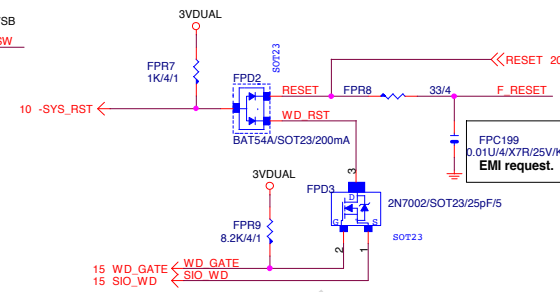 /SB
SW
3VDUAL
SOT23
RESET 20
FPR7
1K/4/1
FPD2
RESET
FPR8
33/4
F_RESET
10 -SYS_RST
WD_RST
BAT54A/SOT23/200mA
FPC199
0.01U/4/X7R/25V/K
EMI request.
3VDUAL
3
FPD3
D
2N7002/SOT23/25pF/5
G
S
FPR9
8.2K/4/1
SOT23
2
1
15 WD_GATE
WD_GATE
15 SIO_WD
SIO_WD